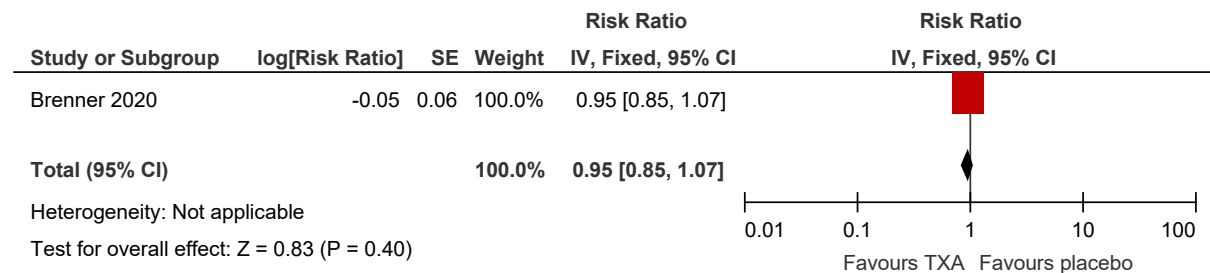 Risk Ratio Risk Ratio
Study or Subgroup log[Risk Ratio] SE Weight IV, Fixed, 95% CI IV, Fixed, 95% CI
Brenner 2020 -0.05 0.06 100.0% 0.95 [0.85, 1.07]
Total (95% CI) 100.0% 0.95 [0.85, 1.07]
Heterogeneity: Not applicable
Test for overall effect: Z = 0.83 (P = 0.40)
0.01 0.1 1 10 100
Favours TXA Favours placebo